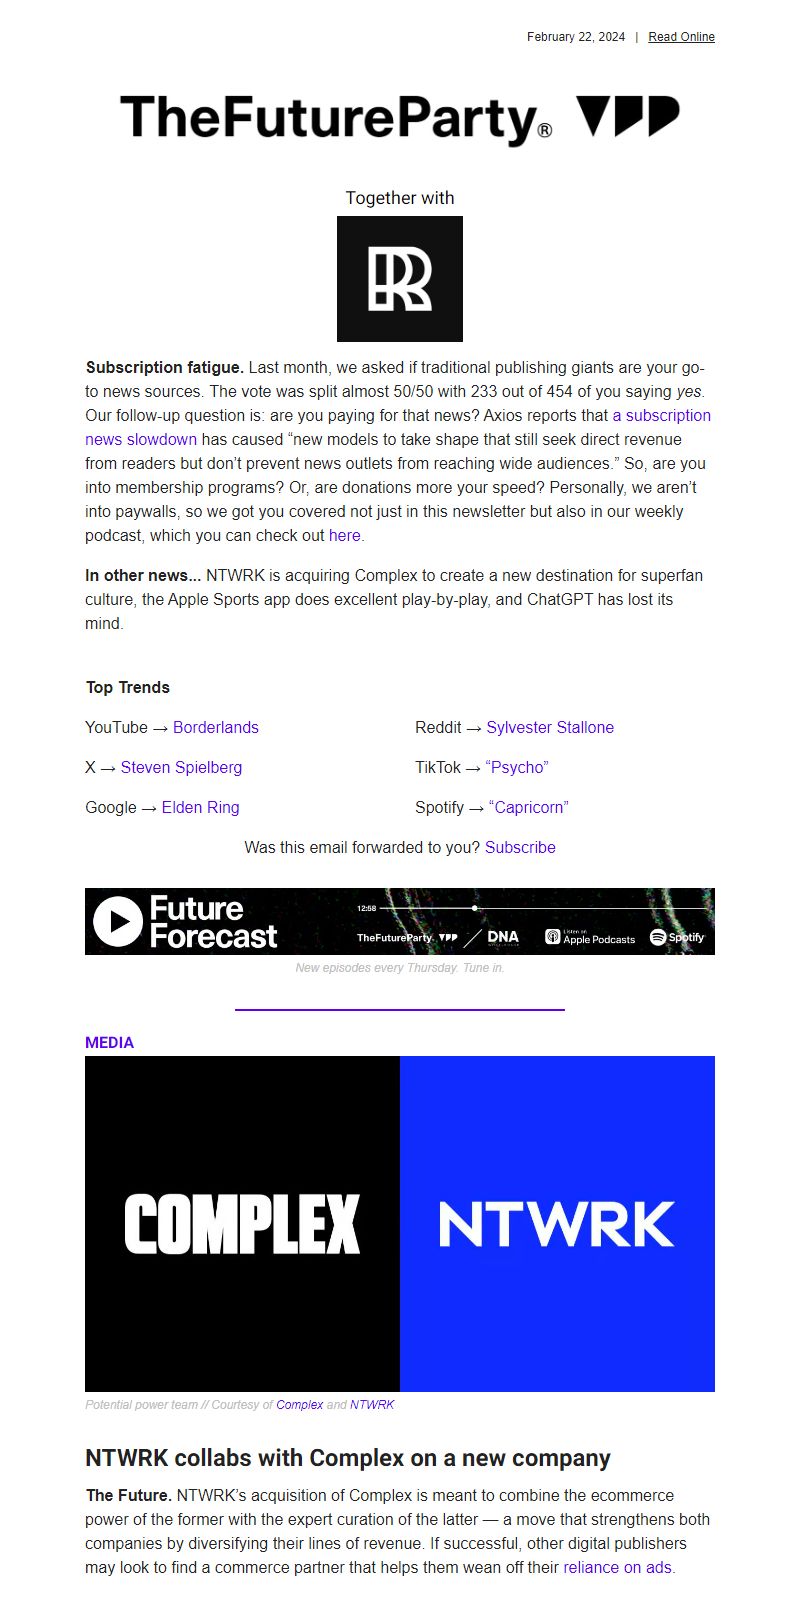 February 22, 2024 | Read Online
TheFutureParty®
Together with
R
Subscription fatigue. Last month, we asked if traditional publishing giants are your go-
to news sources. The vote was split almost 50/50 with 233 out of 454 of you saying yes.
Our follow-up question is: are you paying for that news? Axios reports that a subscription
news slowdown has caused “new models to take shape that still seek direct revenue
from readers but don’t prevent news outlets from reaching wide audiences.” So, are you
into membership programs? Or, are donations more your speed? Personally, we aren’t
into paywalls, so we got you covered not just in this newsletter but also in our weekly
podcast, which you can check out here.
In other news... NTWRK is acquiring Complex to create a new destination for superfan
culture, the Apple Sports app does excellent play-by-play, and ChatGPT has lost its
mind.
Top Trends
YouTube → Borderlands
Reddit → Sylvester Stallone
X → Steven Spielberg
TikTok → “Psycho”
Google → Elden Ring
Spotify → “Capricorn”
Was this email forwarded to you? Subscribe
Future
Forecast
12:58
TheFutureParty
DNA
Listen on
Apple Podcasts
Spotify
New episodes every Thursday. Tune in.
MEDIA
COMPLEX
NTWRK
Potential power team // Courtesy of Complex and NTWRK
NTWRK collabs with Complex on a new company
The Future. NTWRK’s acquisition of Complex is meant to combine the ecommerce
power of the former with the expert curation of the latter — a move that strengthens both
companies by diversifying their lines of revenue. If successful, other digital publishers
may look to find a commerce partner that helps them wean off their reliance on ads.